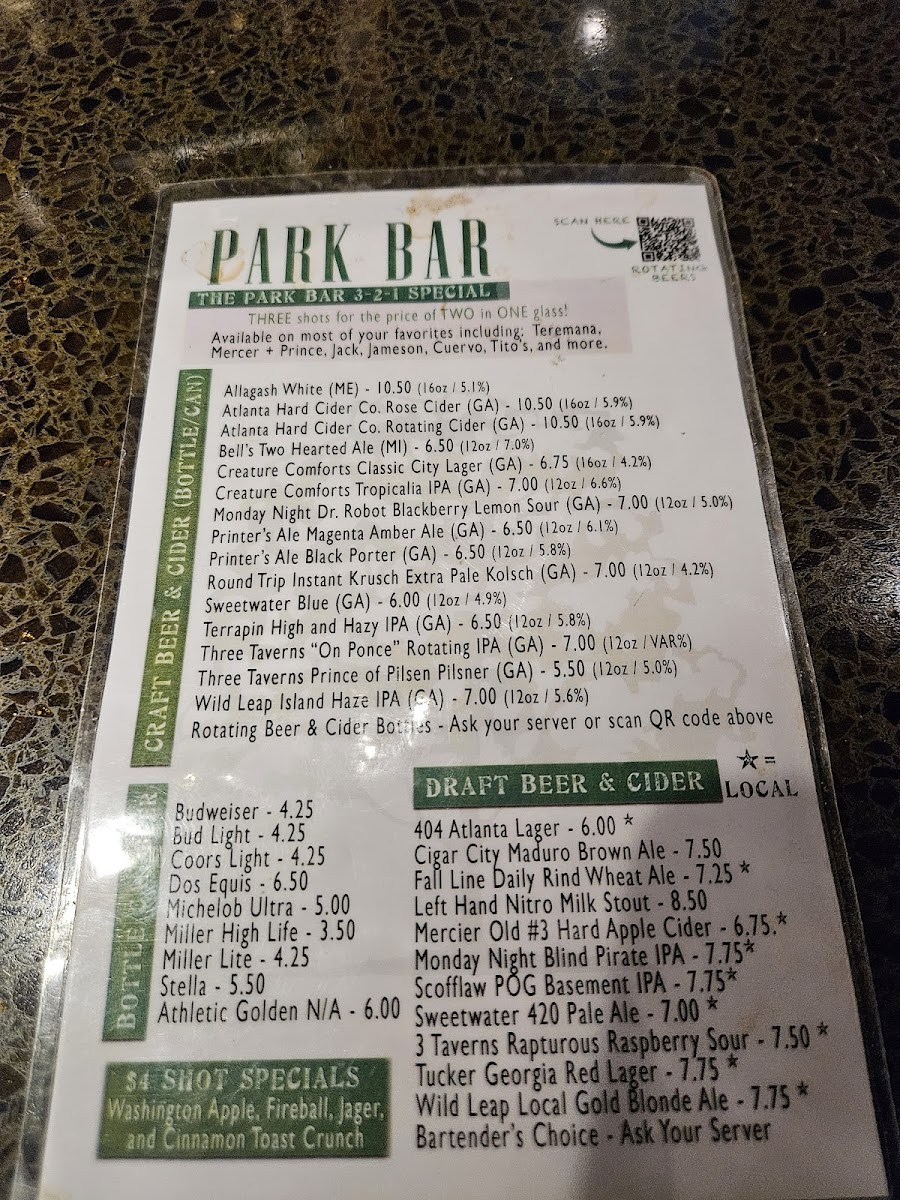 PARK BAR
SCAN HERE
ROTATING
BEERS
THE PARK BAR 3-2-1 SPECIAL
THREE shots for the price of TWO in ONE glass!
Available on most of your favorites including: Teremana,
Mercer + Prince, Jack, Jameson, Cuervo, Tito's, and more.
CRAFT BEER & CIDER (BOTTLE/CAN)
Allagash White (ME) - 10.50 (16oz / 5.1%)
Atlanta Hard Cider Co. Rose Cider (GA) - 10.50 (16oz / 5.9%)
Atlanta Hard Cider Co. Rotating Cider (GA) - 10.50 (16oz / 5.9%)
Bell's Two Hearted Ale (MI) - 6.50 (12oz / 7.0%)
Creature Comforts Classic City Lager (GA) - 6.75 (16oz / 4.2%)
Creature Comforts Tropicalia IPA (GA) - 7.00 (12oz / 6.6%)
Monday Night Dr. Robot Blackberry Lemon Sour (GA) - 7.00 (12oz / 5.0%)
Printer's Ale Magenta Amber Ale (GA) - 6.50 (12oz / 6.1%)
Printer's Ale Black Porter (GA) - 6.50 (12oz / 5.8%)
Round Trip Instant Krusch Extra Pale Kolsch (GA) - 7.00 (12oz / 4.2%)
Sweetwater Blue (GA) - 6.00 (12oz / 4.9%)
Terrapin High and Hazy IPA (GA) - 6.50 (12oz / 5.8%)
Three Taverns "On Ponce" Rotating IPA (GA) - 7.00 (12oz / VAR%)
Three Taverns Prince of Pilsen Pilsner (GA) - 5.50 (12oz / 5.0%)
Wild Leap Island Haze IPA (GA) - 7.00 (12oz / 5.6%)
Rotating Beer & Cider Bottles - Ask your server or scan QR code above
BOTTLE
Budweiser - 4.25
Bud Light - 4.25
Coors Light - 4.25
Dos Equis - 6.50
Michelob Ultra - 5.00
Miller High Life - 3.50
Miller Lite - 4.25
Stella - 5.50
Athletic Golden N/A - 6.00
$4 SHOT SPECIALS
Washington Apple, Fireball, Jager,
and Cinnamon Toast Crunch
DRAFT BEER & CIDER
☆ =
LOCAL
404 Atlanta Lager - 6.00 *
Cigar City Maduro Brown Ale - 7.50
Fall Line Daily Rind Wheat Ale - 7.25 *
Left Hand Nitro Milk Stout - 8.50
Mercier Old #3 Hard Apple Cider - 6.75.*
Monday Night Blind Pirate IPA - 7.75*
Scofflaw POG Basement IPA - 7.75*
Sweetwater 420 Pale Ale - 7.00 *
3 Taverns Rapturous Raspberry Sour - 7.50 *
Tucker Georgia Red Lager - 7.75 *
Wild Leap Local Gold Blonde Ale - 7.75 *
Bartender's Choice - Ask Your Server